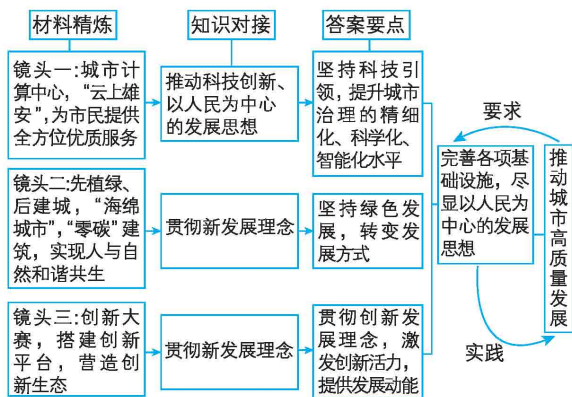 材料精炼
知识对接
答案要点
镜头一:城市计
算中心，“云上雄
安”,为市民提供
全方位优质服务
推动科技创新、
以人民为中心
的发展思想
坚持科技引
领,提升城市
治理的精细
化、科学化、
智能化水平
镜头二:先植绿、
后建城，“海绵
城市”,“零碳”建
筑，实现人与自
然和谐共生
贯彻新发展理念
坚持绿色发
展，转变发
展方式
镜头三:创新大
赛，搭建创新
平台，营造创
新生态
贯彻新发展理念
贯彻创新发
展理念，激
发创新活力，
提供发展动能
要求
完善各项基
础设施，尽
显以人民为
中心的发展
思想
推动城市高质量发展
实践